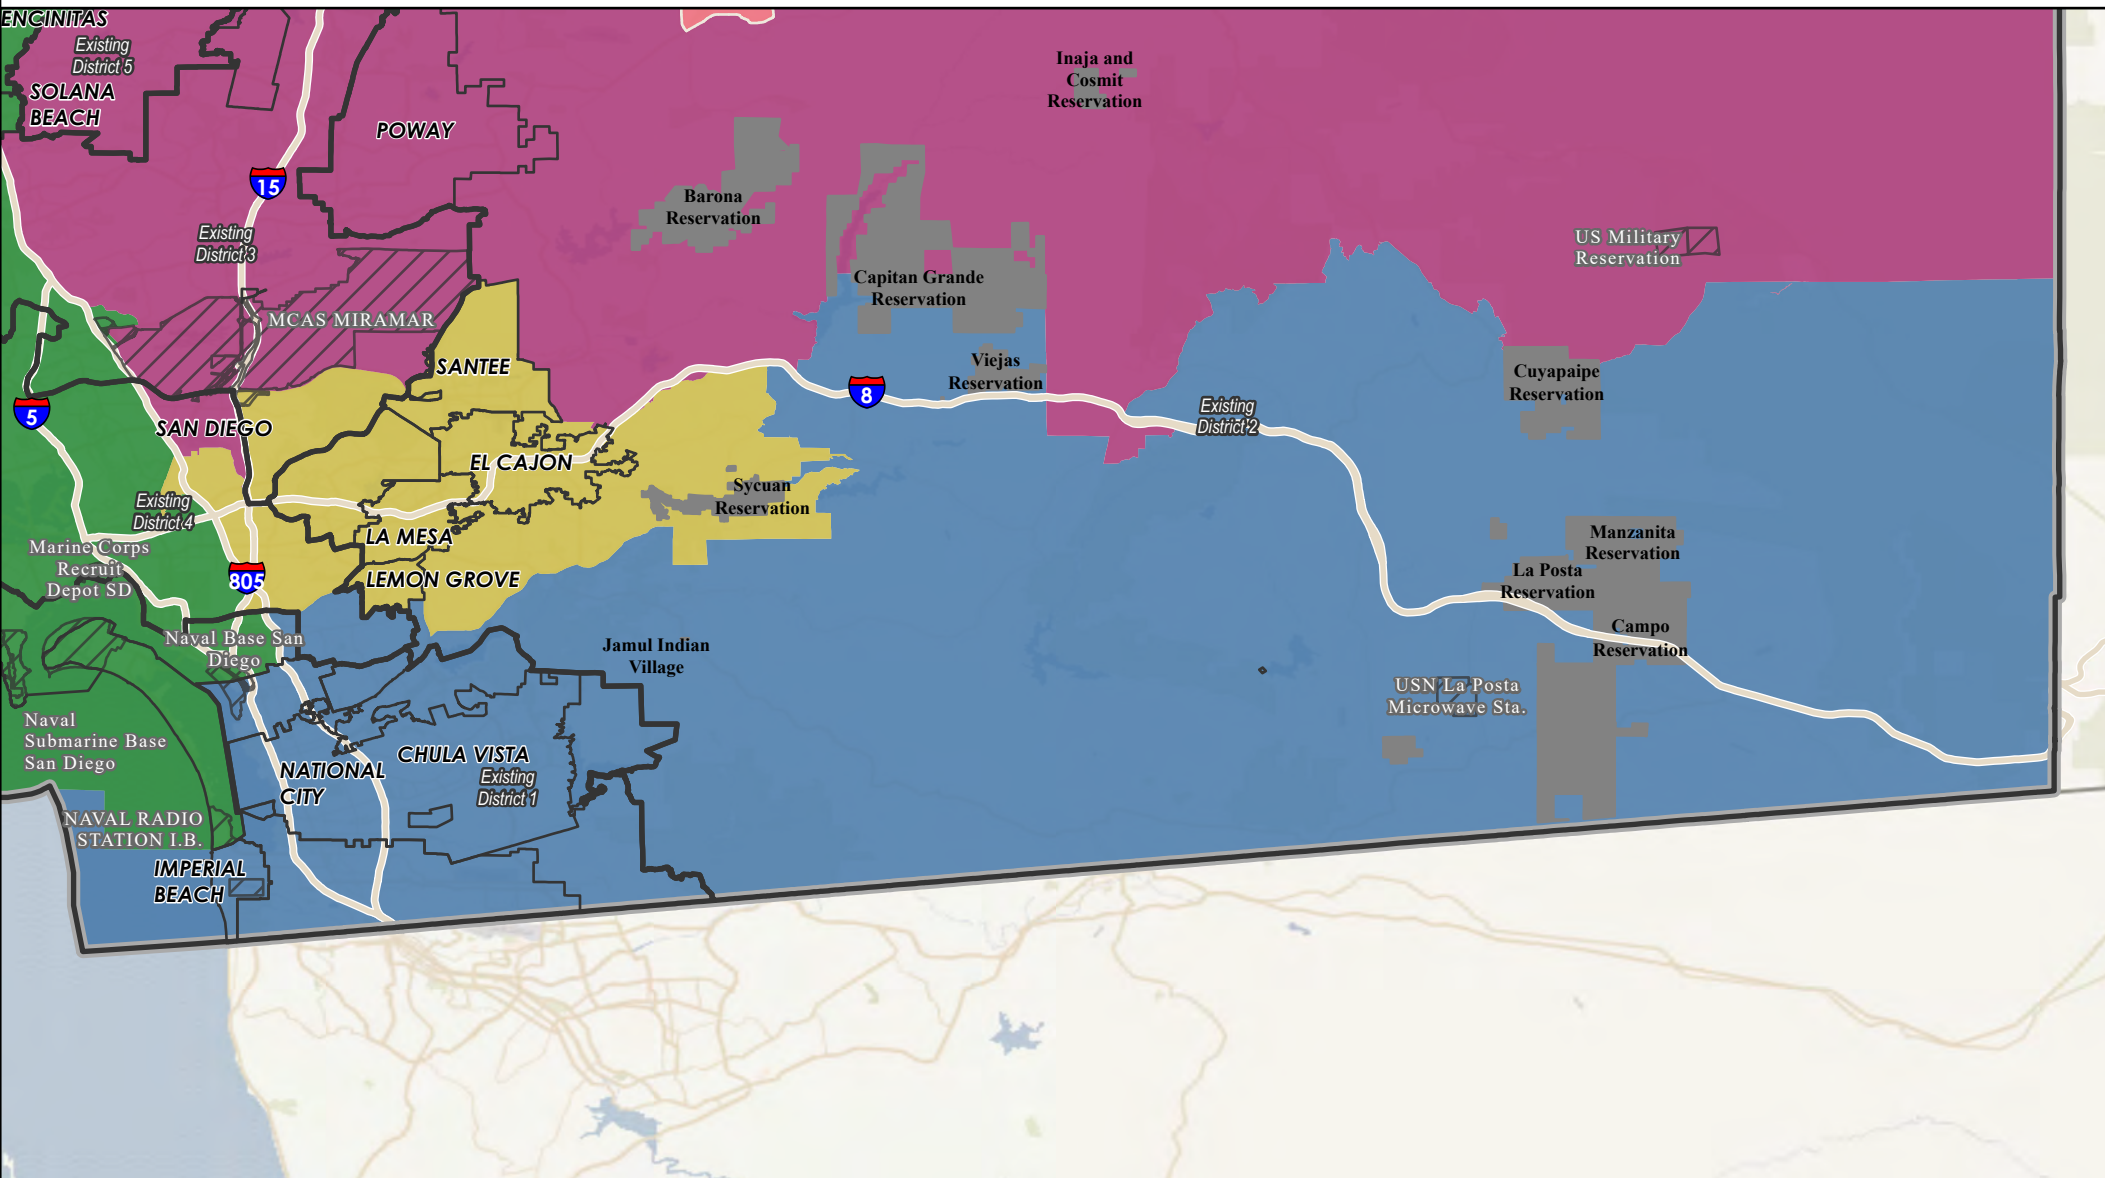 ENCINITAS
Existing
District 5
SOLANA
BEACH
POWAY
Inaja and
Cosmit
Reservation
15
Barona
Reservation
Existing
District 3
US Military
Reservation
Capitan Grande
Reservation
MCAS MIRAMAR
SANTEE
Viejas
Reservation
Cuyapaipe
Reservation
8
5
Existing
District 2
SAN DIEGO
EL CAJON
Sycuan
Reservation
Existing
District 4
LA MESA
Manzanita
Reservation
Marine Corps
Recruit
Depot SD
805
LEMON GROVE
La Posta
Reservation
Naval Base San
Diego
Jamul Indian
Village
Campo
Reservation
USN La Posta
Microwave Sta.
Naval
Submarine Base
San Diego
CHULA VISTA
NATIONAL
CITY
Existing
District 1
NAVAL RADIO
STATION I.B.
IMPERIAL
BEACH